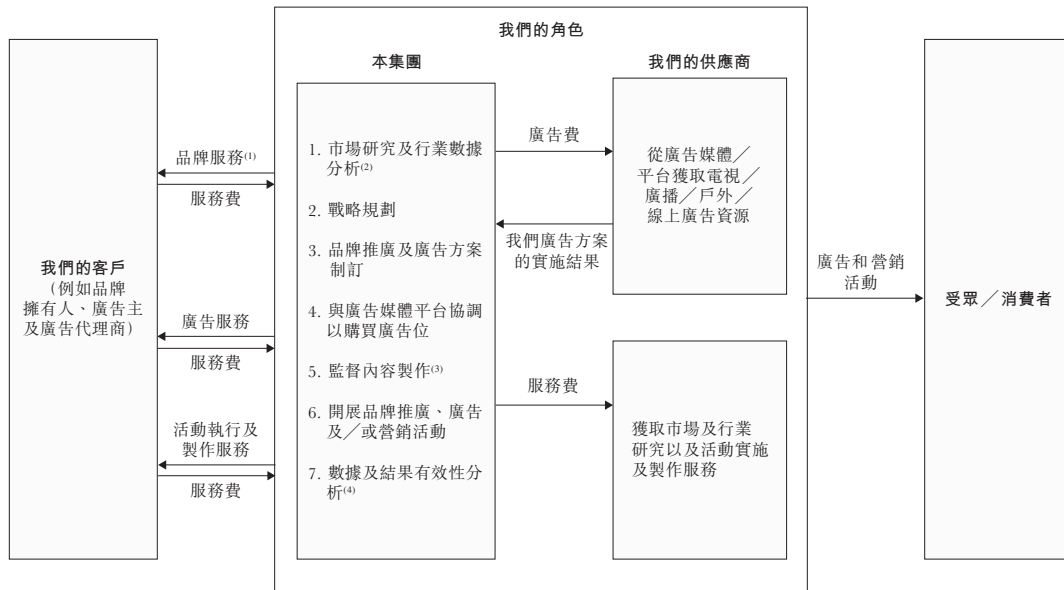 我們的角色
本集團
我們的供應商
我們的客戶
(例如品牌
擁有人、廣告主
及廣告代理商)
品牌服務(1)
服務費
廣告服務
服務費
活動執行及
製作服務
服務費
1. 市場研究及行業數據
分析(2)
2. 戰略規劃
3. 品牌推廣及廣告方案
制訂
4. 與廣告媒體平台協調
以購買廣告位
5. 監督內容製作(3)
6. 開展品牌推廣、廣告
及╱或營銷活動
7. 數據及結果有效性分
析(4)
廣告費
我們廣告方案
的實施結果
服務費
從廣告媒體╱
平台獲取電視╱
廣播╱戶外╱
線上廣告資源
獲取市場及行業
研究以及活動實施
及製作服務
廣告和營銷
活動
受眾╱消費者